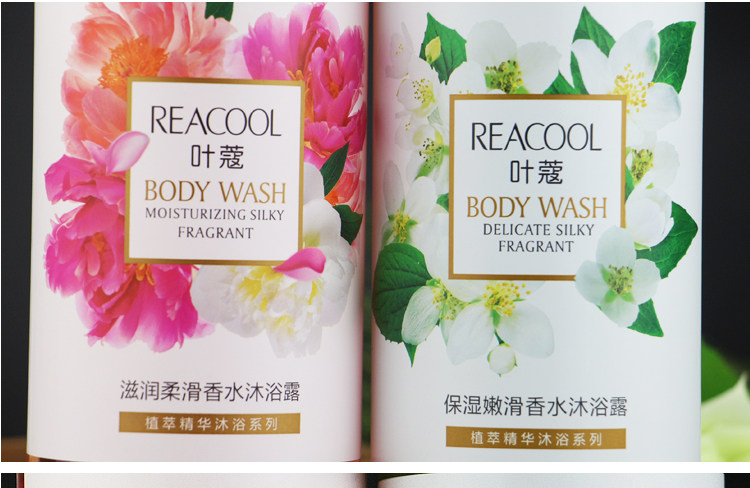 REACOOL
叶蔻
BODY WASH
MOISTURIZING SILKY
FRAGRANT
滋润柔滑香水沐浴露
植萃精华沐浴系列
REACOOL
叶蔻
BODY WASH
DELICATE SILKY
FRAGRANT
保湿嫩滑香水沐浴露
植萃精华沐浴系列